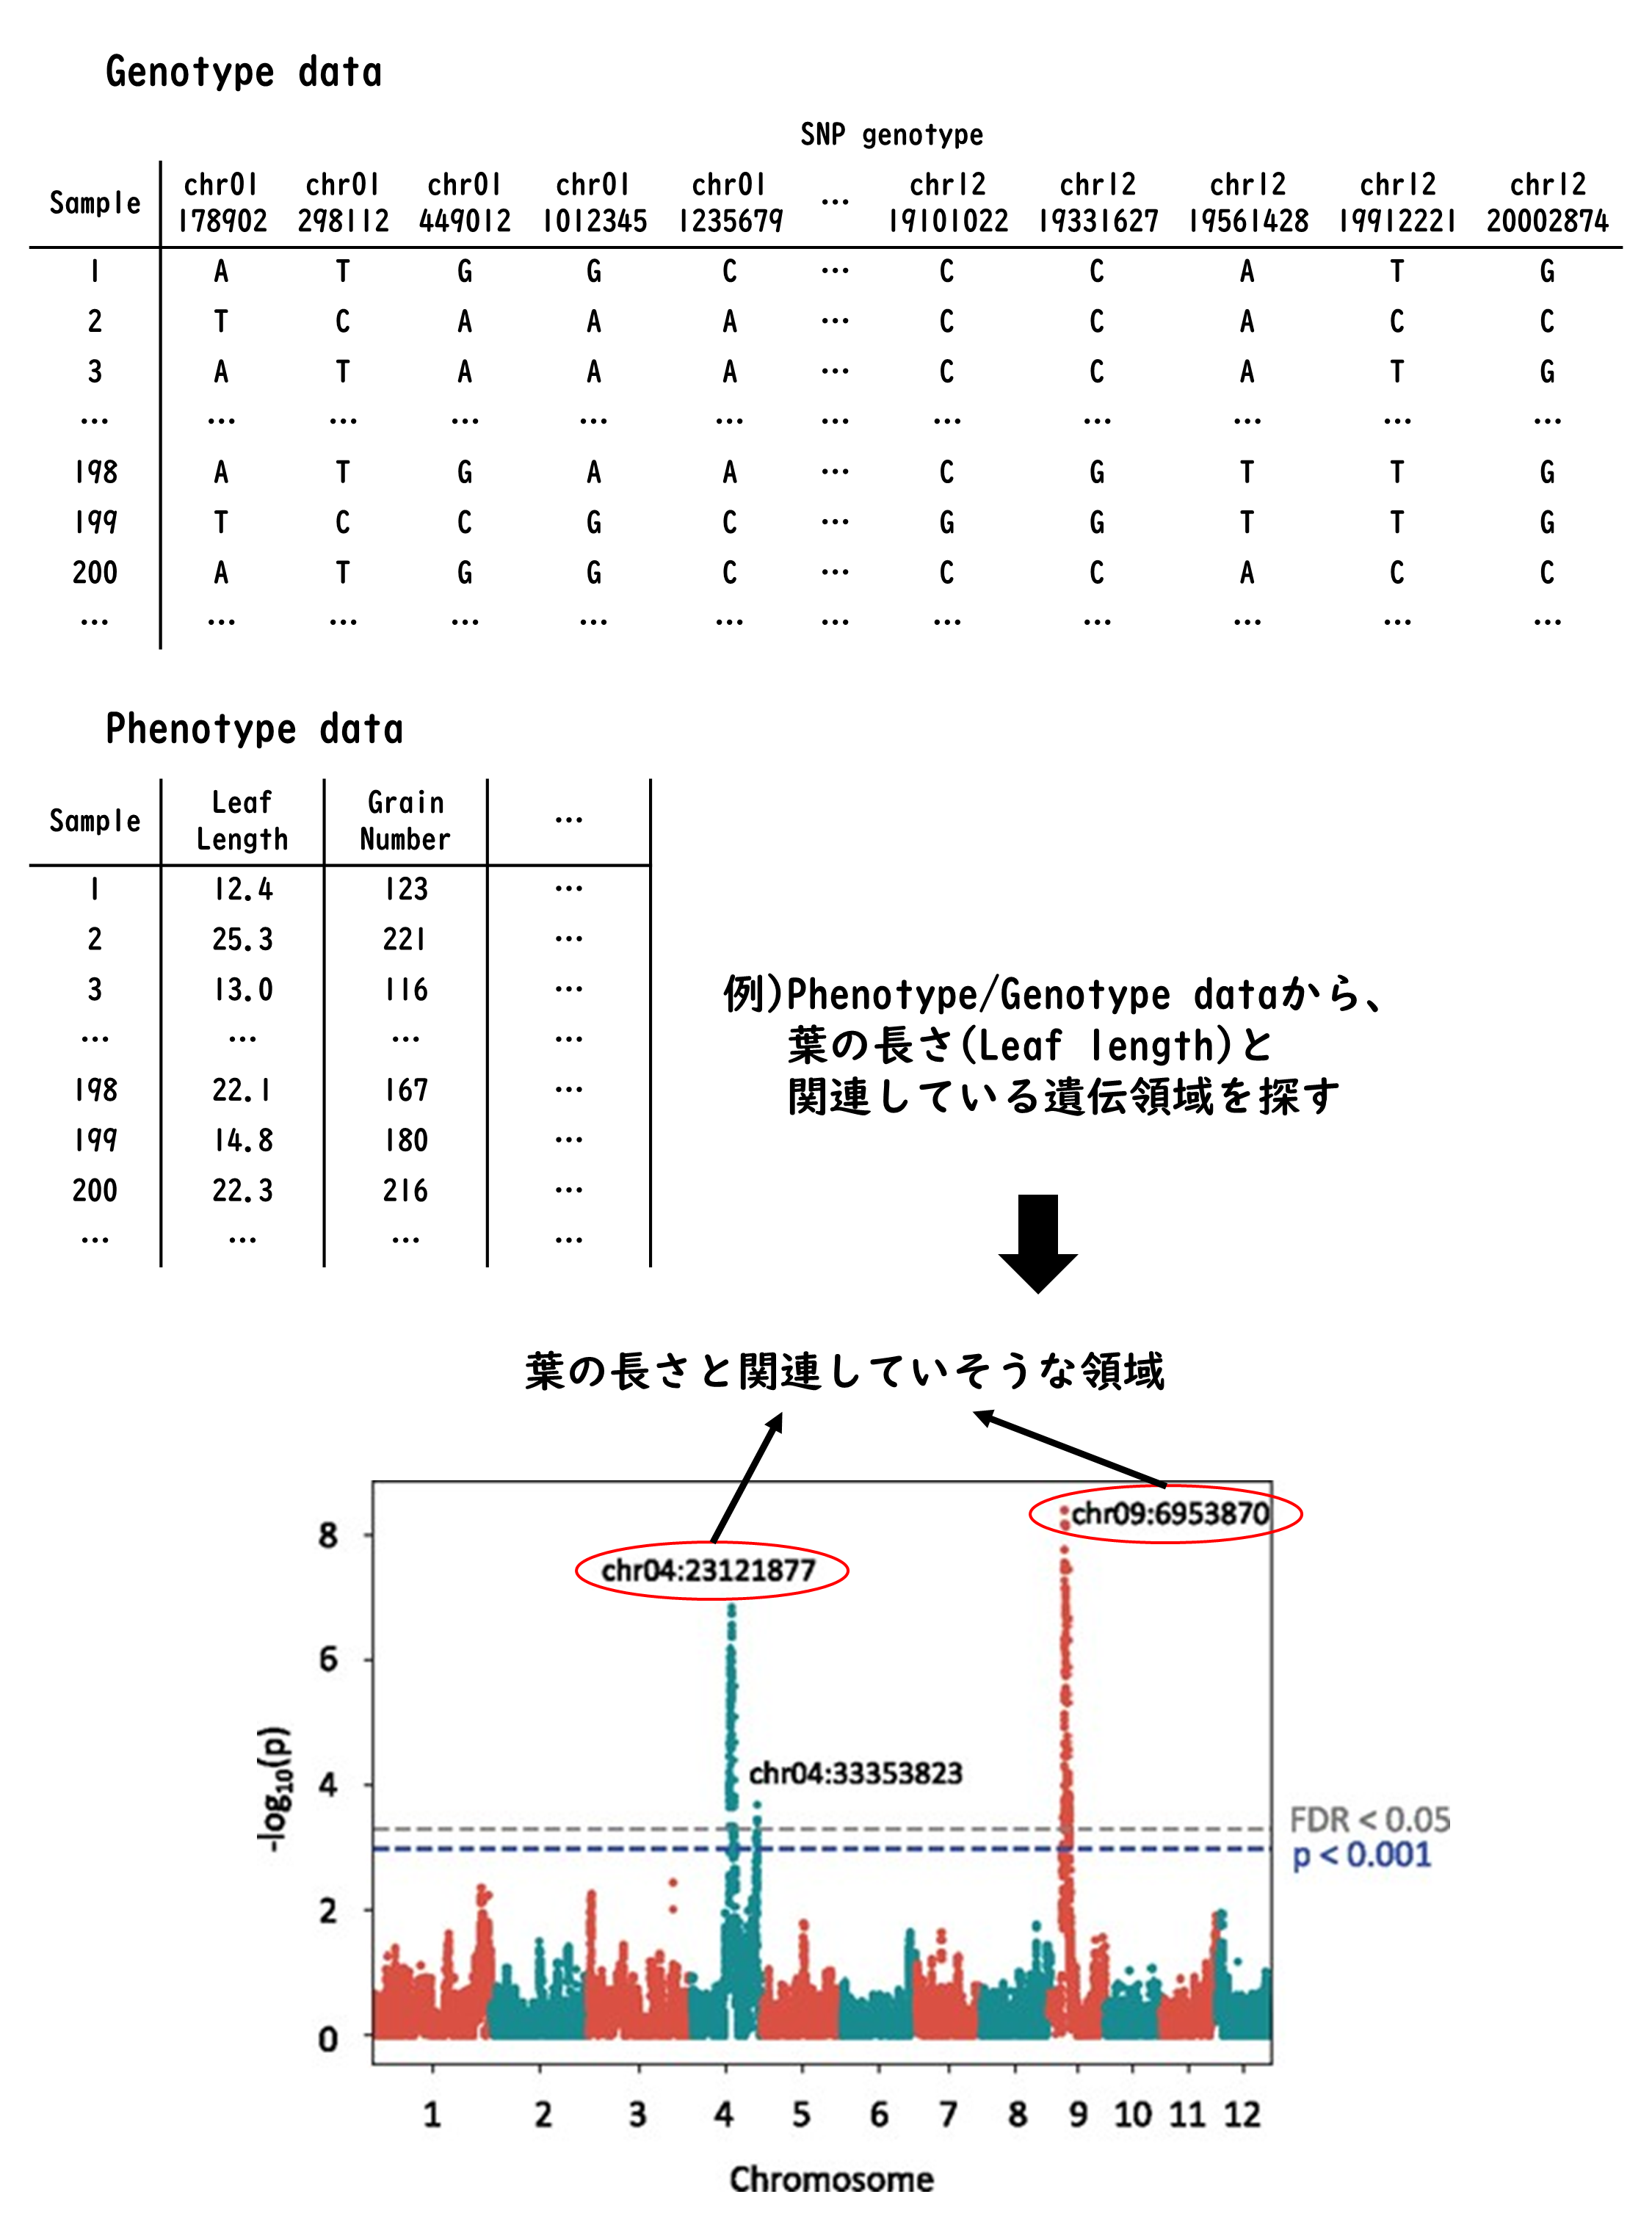 Genotype data
SNP genotype
Sample chr01 178902 chr01 298112 chr01 449012 chr01 1012345 chr01 1235679 … chr12 19101022 chr12 19331627 chr12 19561428 chr12 19912221 chr12 20002874
1 A T G G C … C C A T G
2 T C A A A … C C A C C
3 A T A A A … C C A T G
… … … … … … … … … … … …
198 A T G A A … C G T T G
199 T C C G C … G G T T G
200 A T G G C … C C A C C
… … … … … … … … … … … …
Phenotype data
Sample Leaf Length Grain Number …
1 12.4 123 …
2 25.3 221 …
3 13.0 116 …
… … … …
198 22.1 167 …
199 14.8 180 …
200 22.3 216 …
… … … …
例)Phenotype/Genotype dataから、
葉の長さ(Leaf length)と
関連している遺伝領域を探す
葉の長さと関連していそうな領域
chr09:6953870
chr04:23121877
chr04:33353823
FDR < 0.05
p < 0.001
-log10(p)
8
6
4
2
0
1 2 3 4 5 6 7 8 9 10 11 12
Chromosome